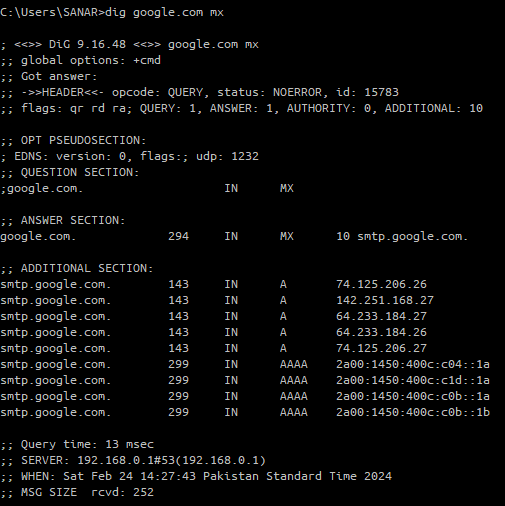 C:\Users\SANAR>dig google.com mx
; <<>> DiG 9.16.48 <<>> google.com mx
;; global options: +cmd
;; Got answer:
;; ->>HEADER<<- opcode: QUERY, status: NOERROR, id: 15783
;; flags: qr rd ra; QUERY: 1, ANSWER: 1, AUTHORITY: 0, ADDITIONAL: 10
;; OPT PSEUDOSECTION:
; EDNS: version: 0, flags:; udp: 1232
;; QUESTION SECTION:
;google.com. IN MX
;; ANSWER SECTION:
google.com. 294 IN MX 10 smtp.google.com.
;; ADDITIONAL SECTION:
smtp.google.com. 143 IN A 74.125.206.26
smtp.google.com. 143 IN A 142.251.168.27
smtp.google.com. 143 IN A 64.233.184.27
smtp.google.com. 143 IN A 64.233.184.26
smtp.google.com. 143 IN A 74.125.206.27
smtp.google.com. 299 IN AAAA 2a00:1450:400c:c04::1a
smtp.google.com. 299 IN AAAA 2a00:1450:400c:c1d::1a
smtp.google.com. 299 IN AAAA 2a00:1450:400c:c0b::1a
smtp.google.com. 299 IN AAAA 2a00:1450:400c:c0b::1b
;; Query time: 13 msec
;; SERVER: 192.168.0.1#53(192.168.0.1)
;; WHEN: Sat Feb 24 14:27:43 Pakistan Standard Time 2024
;; MSG SIZE rcvd: 252